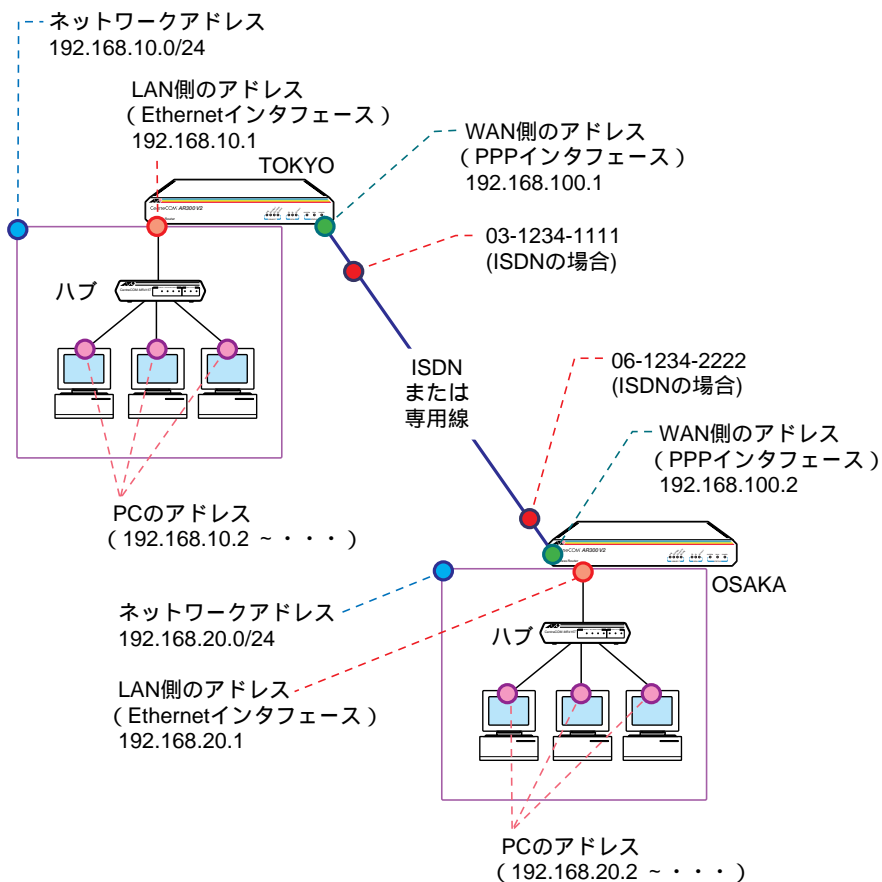 ネットワークアドレス
192.168.10.0/24
LAN側のアドレス
(Ethernetインタフェース)
192.168.10.1
TOKYO
WAN側のアドレス
(PPPインタフェース)
192.168.100.1
03-1234-1111
(ISDNの場合)
ハブ
ISDN
または
専用線
06-1234-2222
(ISDNの場合)
WAN側のアドレス
(PPPインタフェース)
192.168.100.2
PCのアドレス
(192.168.10.2 ~ ・・・)
OSAKA
ネットワークアドレス
192.168.20.0/24
ハブ
LAN側のアドレス
(Ethernetインタフェース)
192.168.20.1
PCのアドレス
(192.168.20.2 ~ ・・・)